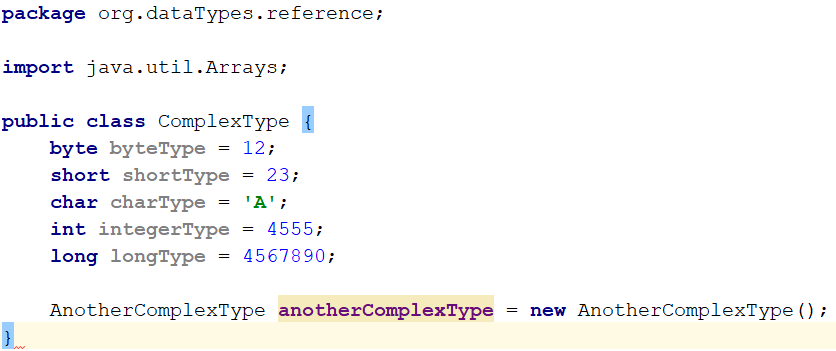 package org.dataTypes.reference;
import java.util.Arrays;
public class ComplexType {
    byte byteType = 12;
    short shortType = 23;
    char charType = 'A';
    int integerType = 4555;
    long longType = 4567890;
    AnotherComplexType anotherComplexType = new AnotherComplexType();
}